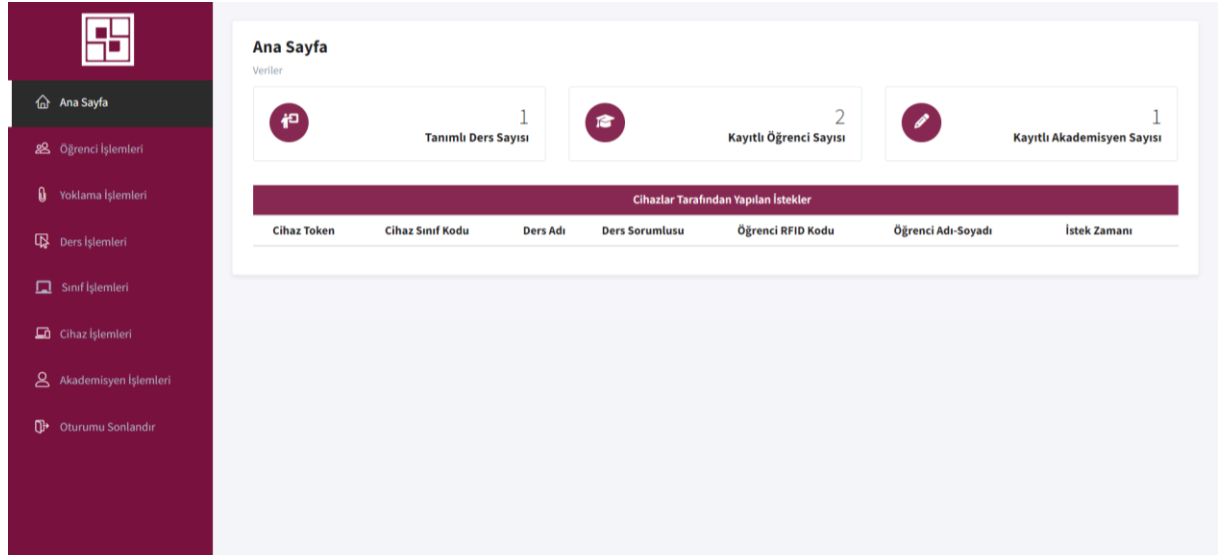 Ana Sayfa
Öğrenci İşlemleri
Yoklama İşlemleri
Ders İşlemleri
Sınıf İşlemleri
Cihaz İşlemleri
Akademisyen İşlemleri
Oturumu Sonlandır
Ana Sayfa
Veriler
1
Tanımlı Ders Sayısı
2
Kayıtlı Öğrenci Sayısı
1
Kayıtlı Akademisyen Sayısı
Cihazlar Tarafından Yapılan İstekler
Cihaz Token Cihaz Sınıf Kodu Ders Adı Ders Sorumlusu Öğrenci RFID Kodu Öğrenci Adı-Soyadı İstek Zamanı